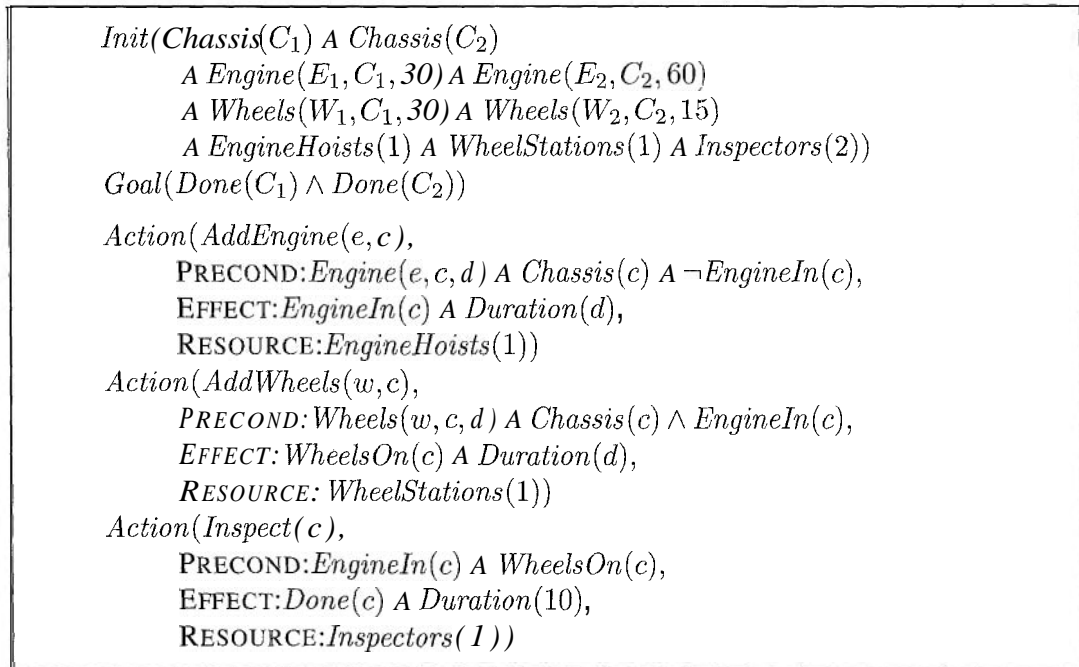 Init(Chassis(C₁) A Chassis(C₂)
A Engine(E₁, C₁, 30) A Engine(E₂, C₂, 60)
A Wheels(W₁, C₁, 30) A Wheels(W₂, C₂, 15)
A EngineHoists(1) A WheelStations(1) A Inspectors(2))
Goal(Done(C₁) ∧ Done(C₂))
Action(AddEngine(e, c),
PRECOND:Engine(e, c, d) A Chassis(c) A ¬EngineIn(c),
EFFECT:EngineIn(c) A Duration(d),
RESOURCE:EngineHoists(1))
Action(AddWheels(w, c),
PRECOND:Wheels(w, c, d) A Chassis(c) ∧ EngineIn(c),
EFFECT:WheelsOn(c) A Duration(d),
RESOURCE:WheelStations(1))
Action(Inspect(c),
PRECOND:EngineIn(c) A WheelsOn(c),
EFFECT:Done(c) A Duration(10),
RESOURCE:Inspectors(1))